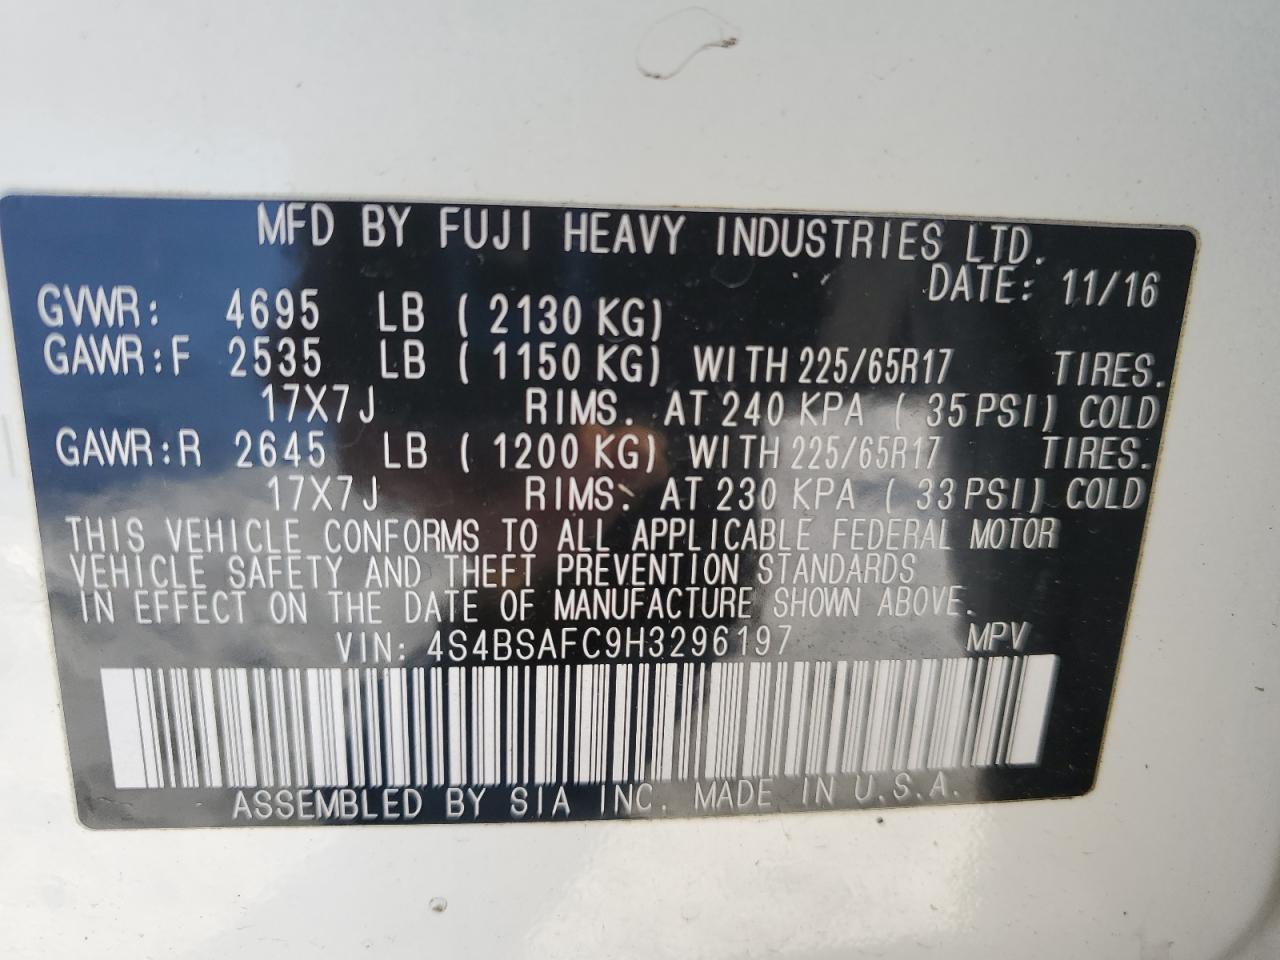 MFD BY FUJI HEAVY INDUSTRIES LTD.
DATE: 11/16
GVWR: 4695 LB ( 2130 KG)
GAWR:F 2535 LB ( 1150 KG) WITH 225/65R17 TIRES.
17X7J RIMS. AT 240 KPA ( 35 PSI) COLD
GAWR:R 2645 LB ( 1200 KG) WITH 225/65R17 TIRES.
17X7J RIMS. AT 230 KPA ( 33 PSI) COLD
THIS VEHICLE CONFORMS TO ALL APPLICABLE FEDERAL MOTOR
VEHICLE SAFETY AND THEFT PREVENTION STANDARDS
IN EFFECT ON THE DATE OF MANUFACTURE SHOWN ABOVE.
VIN: 4S4BSAFC9H3296197 MPV
ASSEMBLED BY SIA INC. MADE IN U.S.A.